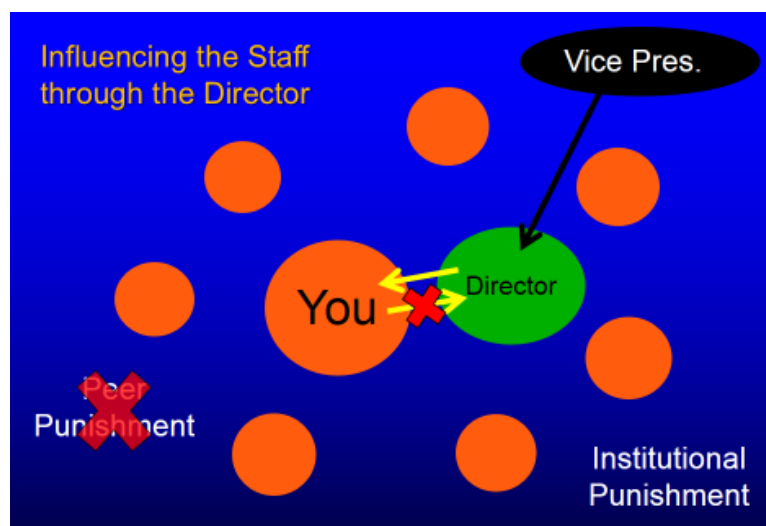 Influencing the Staff
through the Director
Vice Pres.
You
Director
Peer
Punishment
Institutional
Punishment